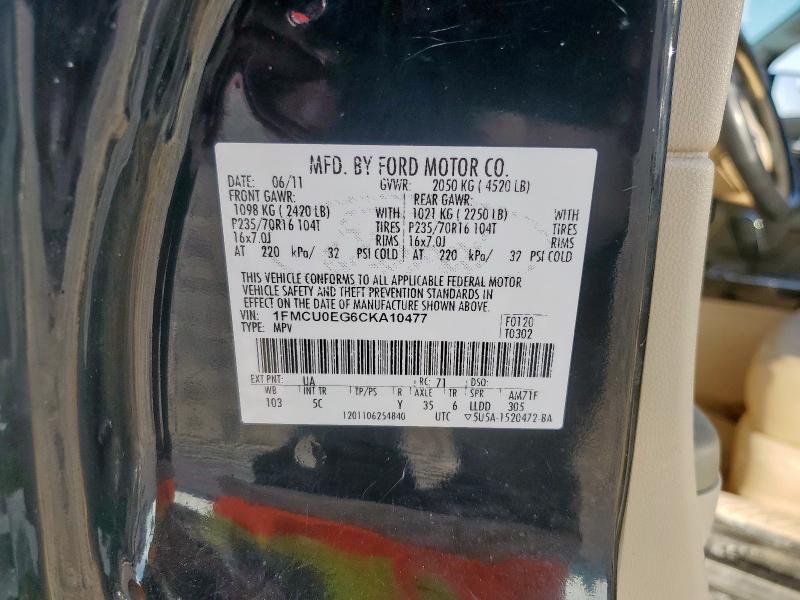 MFD. BY FORD MOTOR CO.
DATE: 06/11 GVWR: 2050 KG ( 4520 LB)
FRONT GAWR: REAR GAWR:
1098 KG ( 2420 LB) WITH 1021 KG ( 2250 LB) WITH
P235/70R16 104T TIRES P235/70R16 104T TIRES
16x7.0J RIMS 16x7.0J RIMS
AT 220 kPa/ 32 PSI COLD AT 220 kPa/ 32 PSI COLD
THIS VEHICLE CONFORMS TO ALL APPLICABLE FEDERAL MOTOR
VEHICLE SAFETY AND THEFT PREVENTION STANDARDS IN
EFFECT ON THE DATE OF MANUFACTURE SHOWN ABOVE.
VIN: 1FMCU0EG6CKA10477 F0120
TYPE: MPV T0302
EXT PNT: UA RC: 71 DSO:
WB INT TR TP/PS R AXLE TR SPR AM71F
103 5C Y 35 6 LLDD 305
1201106254840 UTC ▽5U5A-1520472-BA